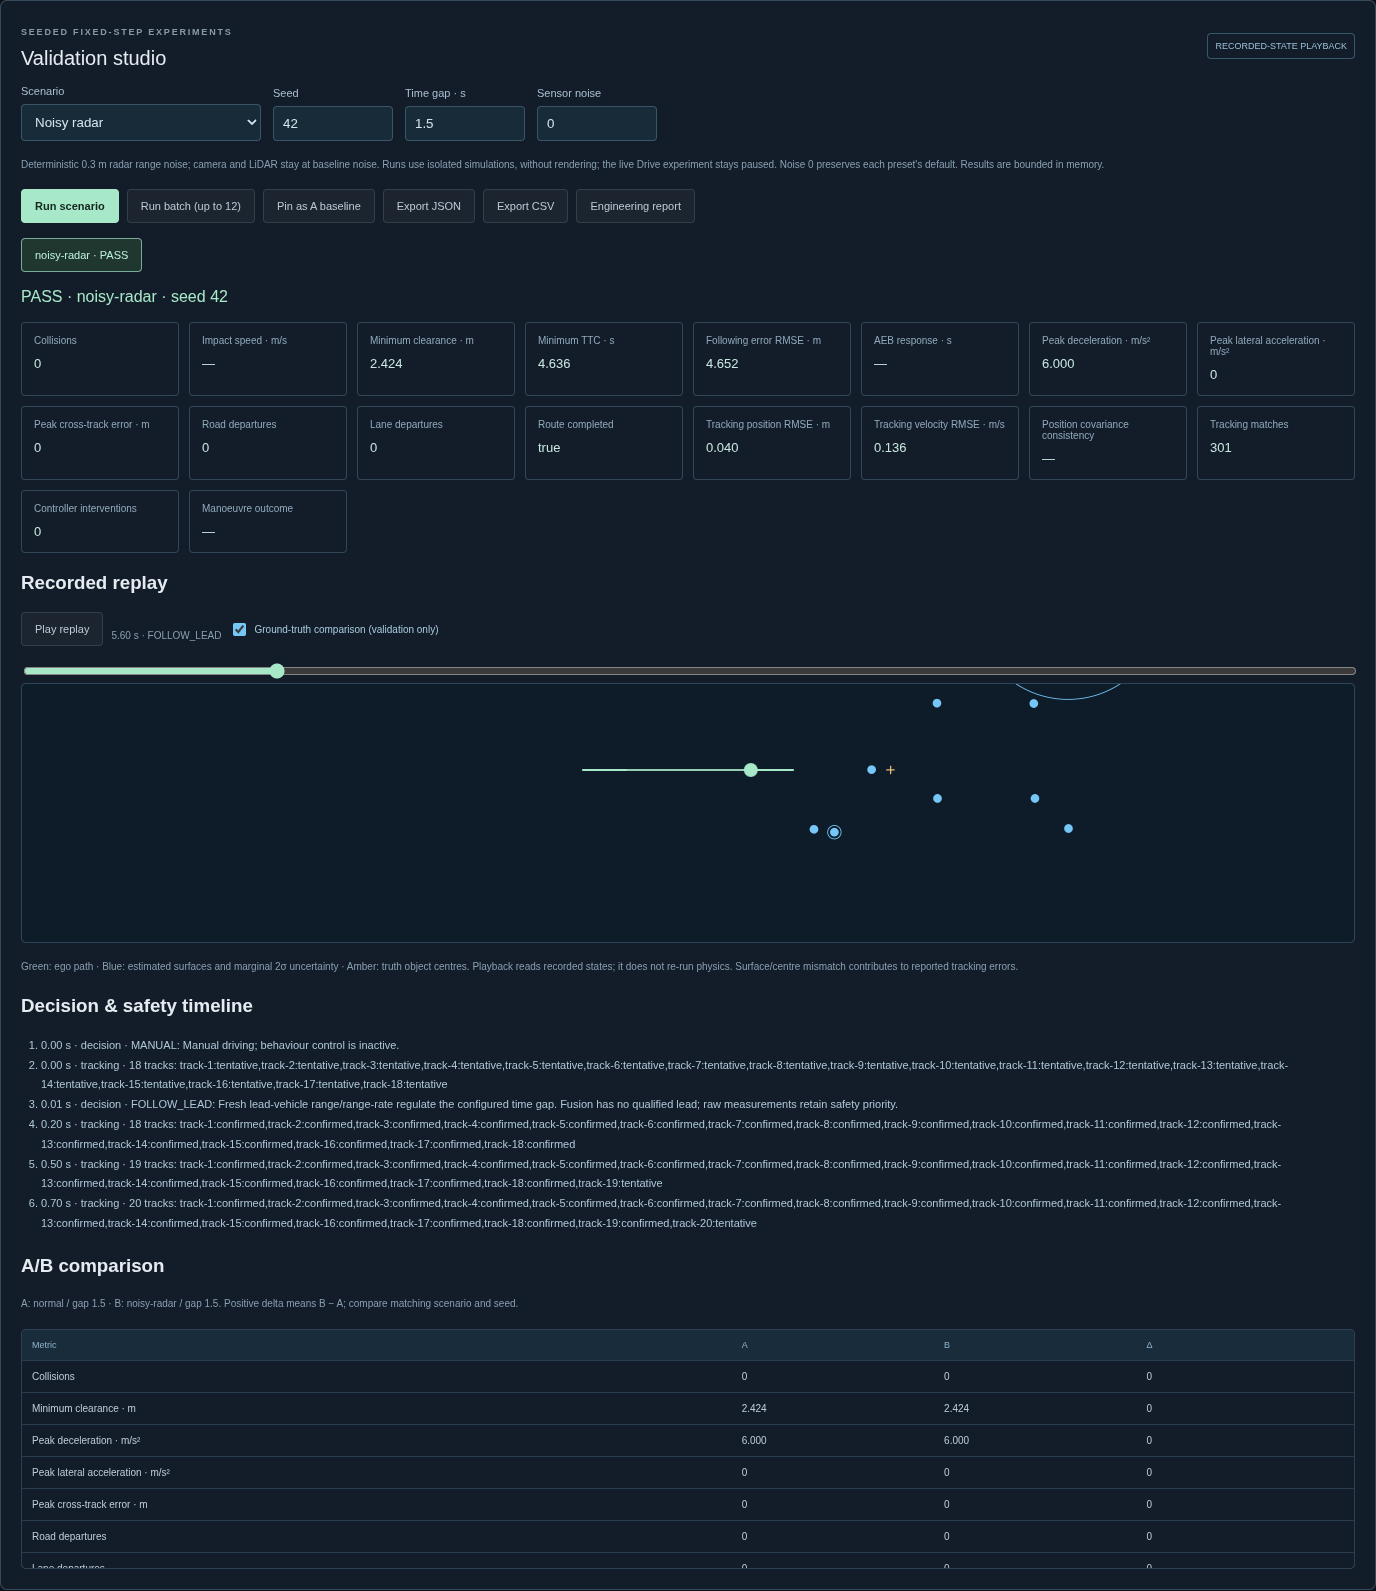 SEEDED FIXED-STEP EXPERIMENTS
Validation studio
RECORDED-STATE PLAYBACK
Scenario
Seed
Time gap · s
Sensor noise
Noisy radar
42
1.5
0
Deterministic 0.3 m radar range noise; camera and LiDAR stay at baseline noise. Runs use isolated simulations, without rendering; the live Drive experiment stays paused. Noise 0 preserves each preset's default. Results are bounded in memory.
Run scenario
Run batch (up to 12)
Pin as A baseline
Export JSON
Export CSV
Engineering report
noisy-radar · PASS
PASS · noisy-radar · seed 42
Collisions
0
Impact speed · m/s
—
Minimum clearance · m
2.424
Minimum TTC · s
4.636
Following error RMSE · m
4.652
AEB response · s
—
Peak deceleration · m/s²
6.000
Peak lateral acceleration ·
m/s²
0
Peak cross-track error · m
0
Road departures
0
Lane departures
0
Route completed
true
Tracking position RMSE · m
0.040
Tracking velocity RMSE · m/s
0.136
Position covariance
consistency
—
Tracking matches
301
Controller interventions
0
Manoeuvre outcome
—
Recorded replay
Play replay
5.60 s · FOLLOW_LEAD
Ground-truth comparison (validation only)
Green: ego path · Blue: estimated surfaces and marginal 2σ uncertainty · Amber: truth object centres. Playback reads recorded states; it does not re-run physics. Surface/centre mismatch contributes to reported tracking errors.
Decision & safety timeline
1. 0.00 s · decision · MANUAL: Manual driving; behaviour control is inactive.
2. 0.00 s · tracking · 18 tracks: track-1:tentative,track-2:tentative,track-3:tentative,track-4:tentative,track-5:tentative,track-6:tentative,track-7:tentative,track-8:tentative,track-9:tentative,track-10:tentative,track-11:tentative,track-12:tentative,track-13:tentative,track-
14:tentative,track-15:tentative,track-16:tentative,track-17:tentative,track-18:tentative
3. 0.01 s · decision · FOLLOW_LEAD: Fresh lead-vehicle range/range-rate regulate the configured time gap. Fusion has no qualified lead; raw measurements retain safety priority.
4. 0.20 s · tracking · 18 tracks: track-1:confirmed,track-2:confirmed,track-3:confirmed,track-4:confirmed,track-5:confirmed,track-6:confirmed,track-7:confirmed,track-8:confirmed,track-9:confirmed,track-10:confirmed,track-11:confirmed,track-12:confirmed,track-
13:confirmed,track-14:confirmed,track-15:confirmed,track-16:confirmed,track-17:confirmed,track-18:confirmed
5. 0.50 s · tracking · 19 tracks: track-1:confirmed,track-2:confirmed,track-3:confirmed,track-4:confirmed,track-5:confirmed,track-6:confirmed,track-7:confirmed,track-8:confirmed,track-9:confirmed,track-10:confirmed,track-11:confirmed,track-12:confirmed,track-
13:confirmed,track-14:confirmed,track-15:confirmed,track-16:confirmed,track-17:confirmed,track-18:confirmed,track-19:tentative
6. 0.70 s · tracking · 20 tracks: track-1:confirmed,track-2:confirmed,track-3:confirmed,track-4:confirmed,track-5:confirmed,track-6:confirmed,track-7:confirmed,track-8:confirmed,track-9:confirmed,track-10:confirmed,track-11:confirmed,track-12:confirmed,track-
13:confirmed,track-14:confirmed,track-15:confirmed,track-16:confirmed,track-17:confirmed,track-18:confirmed,track-19:confirmed,track-20:tentative
A/B comparison
A: normal / gap 1.5 · B: noisy-radar / gap 1.5. Positive delta means B − A; compare matching scenario and seed.
Metric A B Δ
Collisions 0 0 0
Minimum clearance · m 2.424 2.424 0
Peak deceleration · m/s² 6.000 6.000 0
Peak lateral acceleration · m/s² 0 0 0
Peak cross-track error · m 0 0 0
Road departures 0 0 0
Lane departures 0 0 0